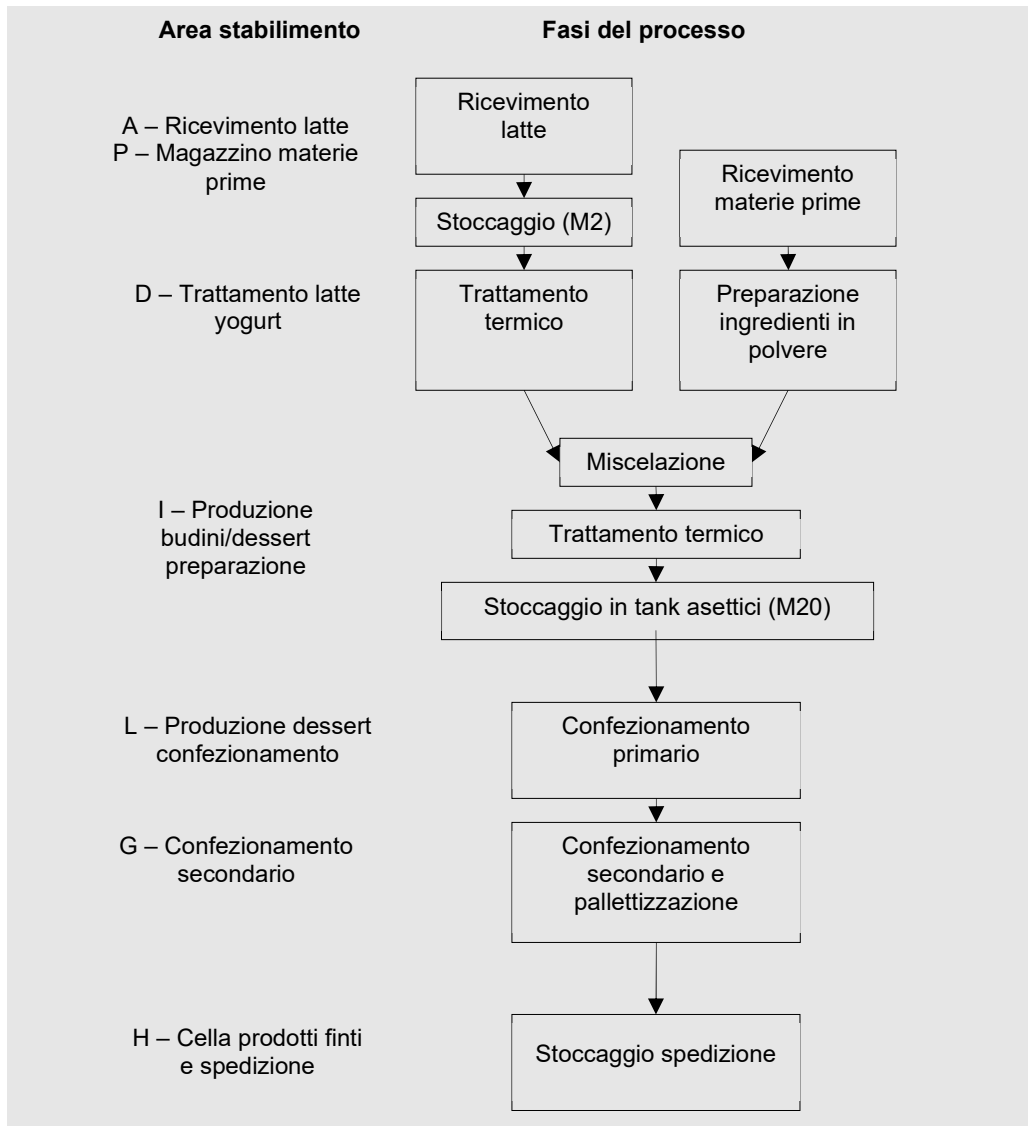 Area stabilimento
Fasi del processo
A – Ricevimento latte
P – Magazzino materie
prime
Ricevimento
latte
Ricevimento
materie prime
Stoccaggio (M2)
D – Trattamento latte
yogurt
Trattamento
termico
Preparazione
ingredienti in
polvere
Miscelazione
I – Produzione
budini/dessert
preparazione
Trattamento termico
Stoccaggio in tank asettici (M20)
L – Produzione dessert
confezionamento
Confezionamento
primario
G – Confezionamento
secondario
Confezionamento
secondario e
pallettizzazione
H – Cella prodotti finti
e spedizione
Stoccaggio spedizione